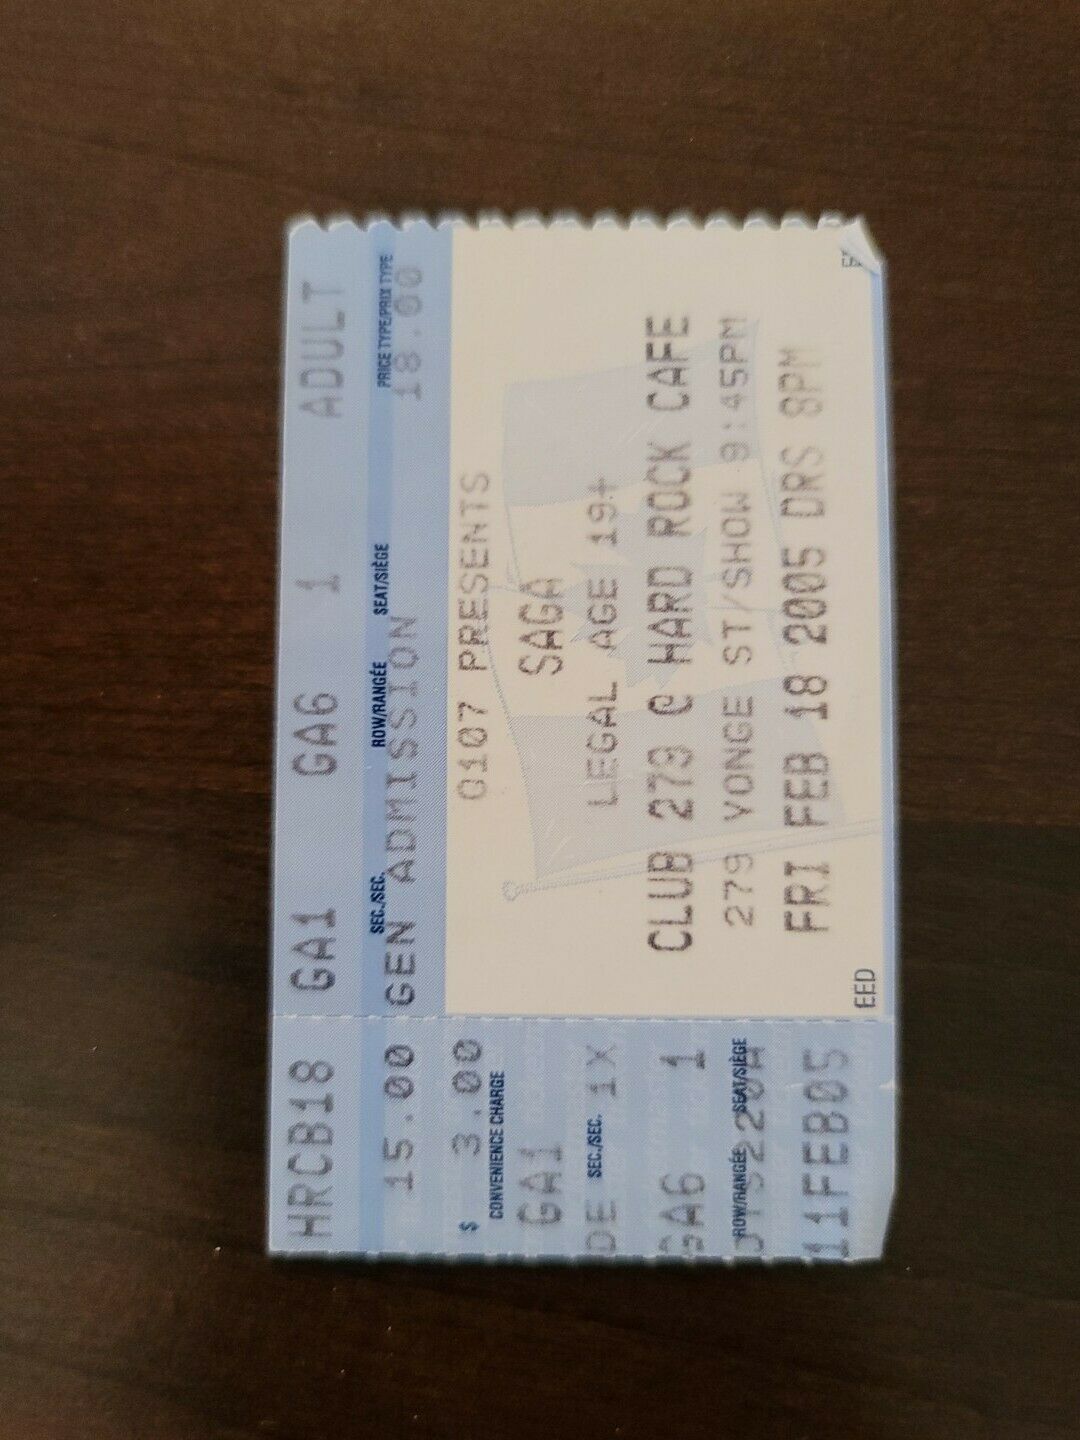 HRCB18 GA1 GA6 1 ADULT
SEC./SEC. ROW/RANGÉE SEAT/SIÈGE PRICE TYPE/PRIX TYPE
15.00 GEN ADMISSION 18.00
$ 3.00
CONVENIENCE CHARGE
Q107 PRESENTS
GA1
SAGA
SEC./SEC.
DE 1X
LEGAL AGE 19+
GA6 1
CLUB 279 @ HARD ROCK CAFE
ROW/RANGÉE SEAT/SIÈGE
279 YONGE ST/SHOW 9:45PM
11FEB05
FRI FEB 18 2005 DRS 8PM
EED